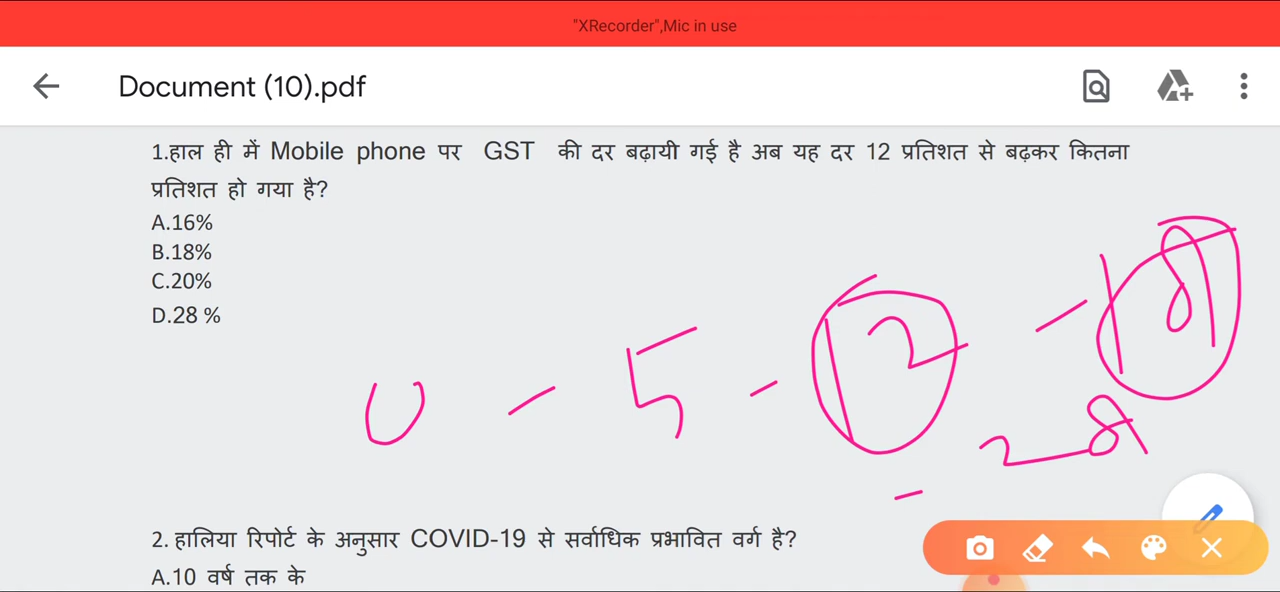 "XRecorder",Mic in use
Document (10).pdf
1.हाल ही में Mobile phone पर GST की दर बढ़ायी गई है अब यह दर 12 प्रतिशत से बढ़कर कितना
प्रतिशत हो गया है?
A.16%
B.18%
C.20%
D.28 %
0 - 5 - 12 - 18
- 28
2. हालिया रिपोर्ट के अनुसार COVID-19 से सर्वाधिक प्रभावित वर्ग है?
A.10 वर्ष तक के